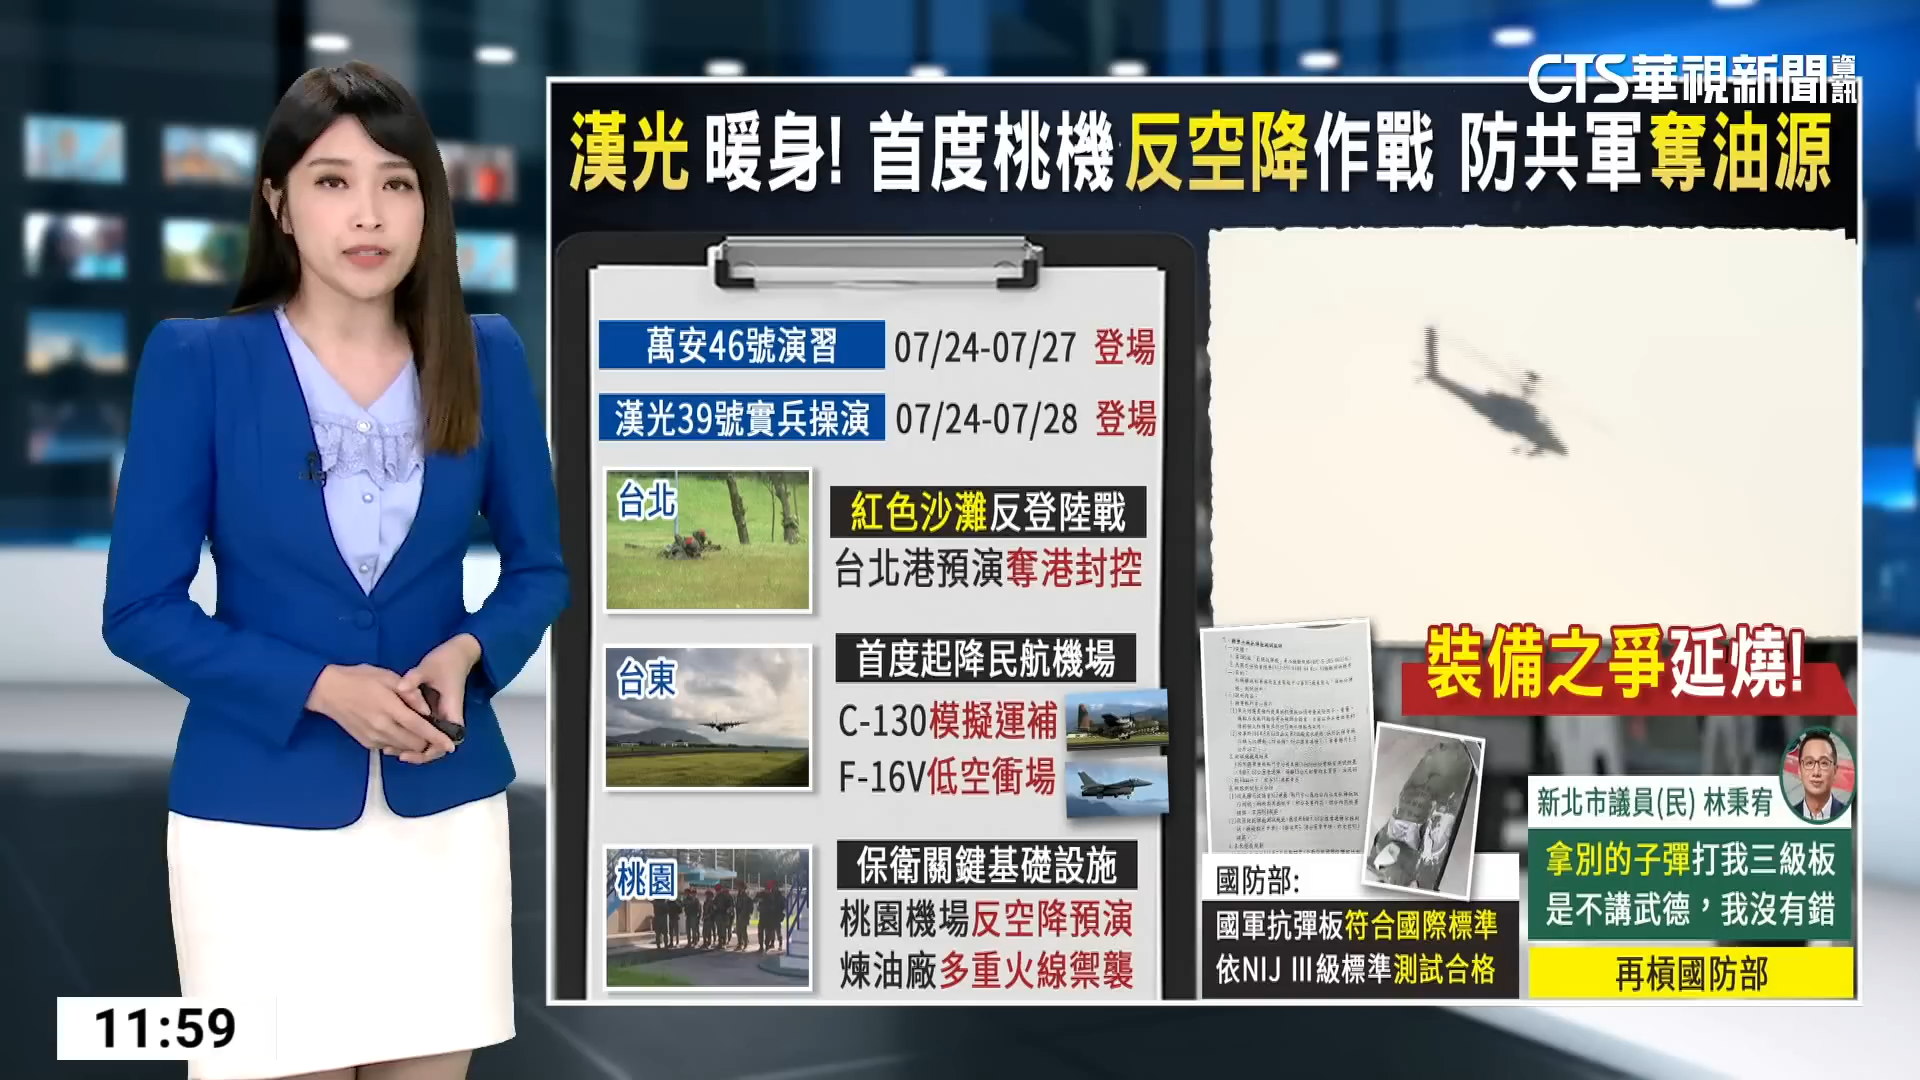 CTS華視新聞資訊
漢光暖身! 首度桃機反空降作戰 防共軍奪油源
萬安46號演習 07/24-07/27 登場
漢光39號實兵操演 07/24-07/28 登場
台北
紅色沙灘反登陸戰
台北港預演奪港封控
台東
首度起降民航機場
C-130模擬運補
F-16V低空衝場
桃園
保衛關鍵基礎設施
桃園機場反空降預演
煉油廠多重火線禦襲
裝備之爭延燒!
國防部:
國軍抗彈板符合國際標準
依NIJ III級標準測試合格
新北市議員(民) 林秉宥
拿別的子彈打我三級板
是不講武德，我沒有錯
再槓國防部
11:59